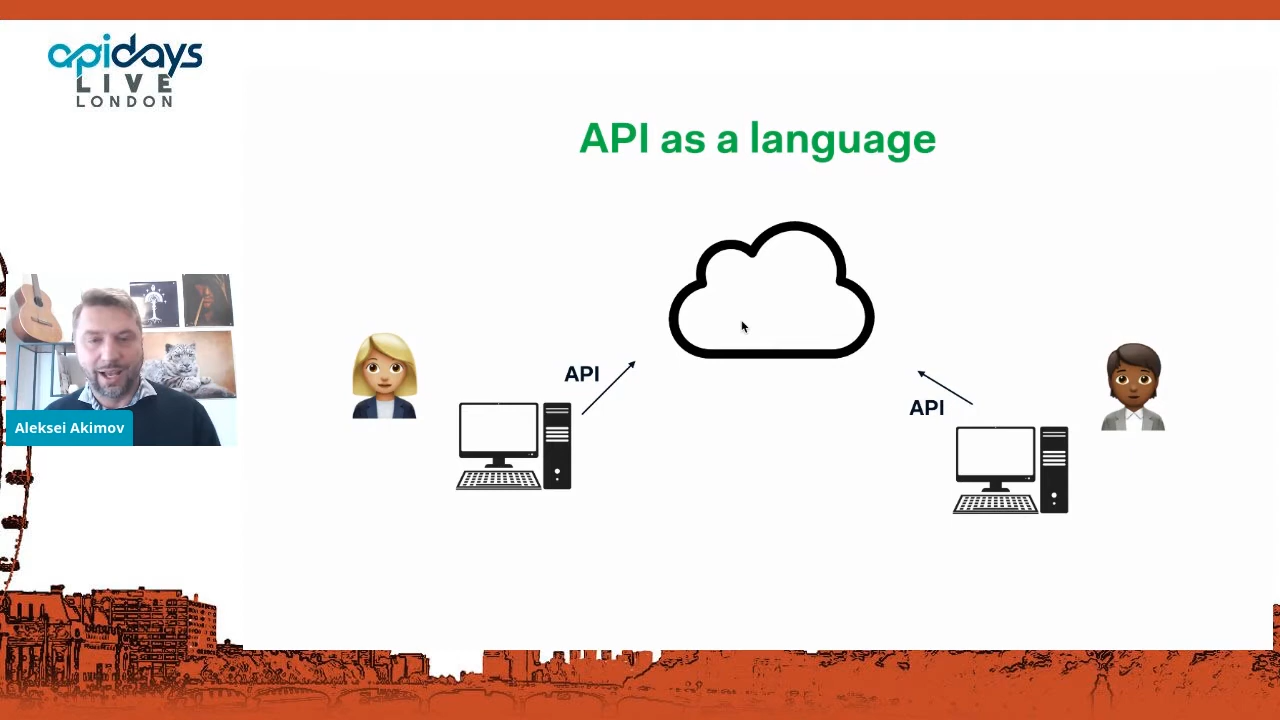 apidays
LIVE
LONDON
API as a language
API
API
Aleksei Akimov